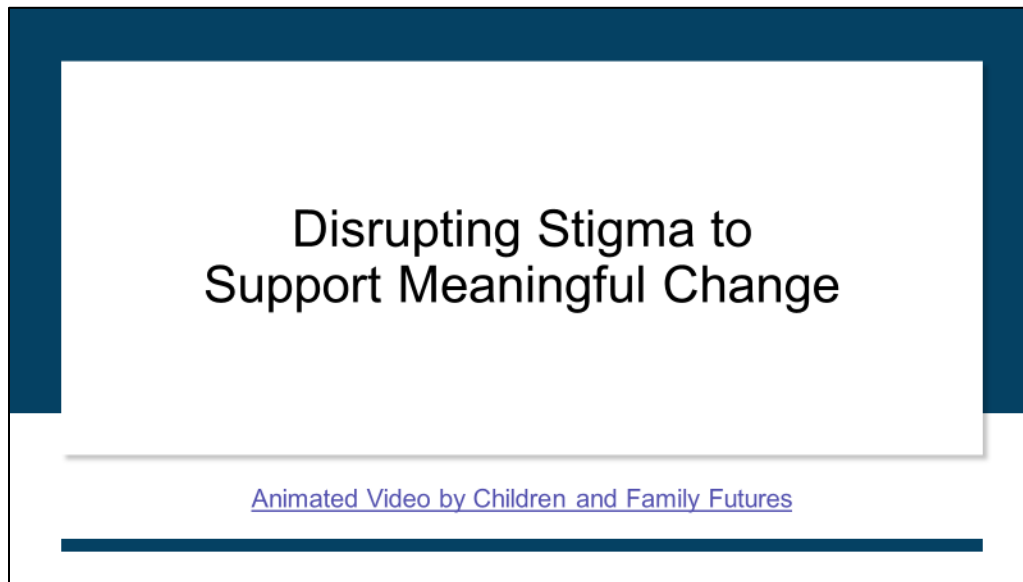 Disrupting Stigma to
Support Meaningful Change
Animated Video by Children and Family Futures